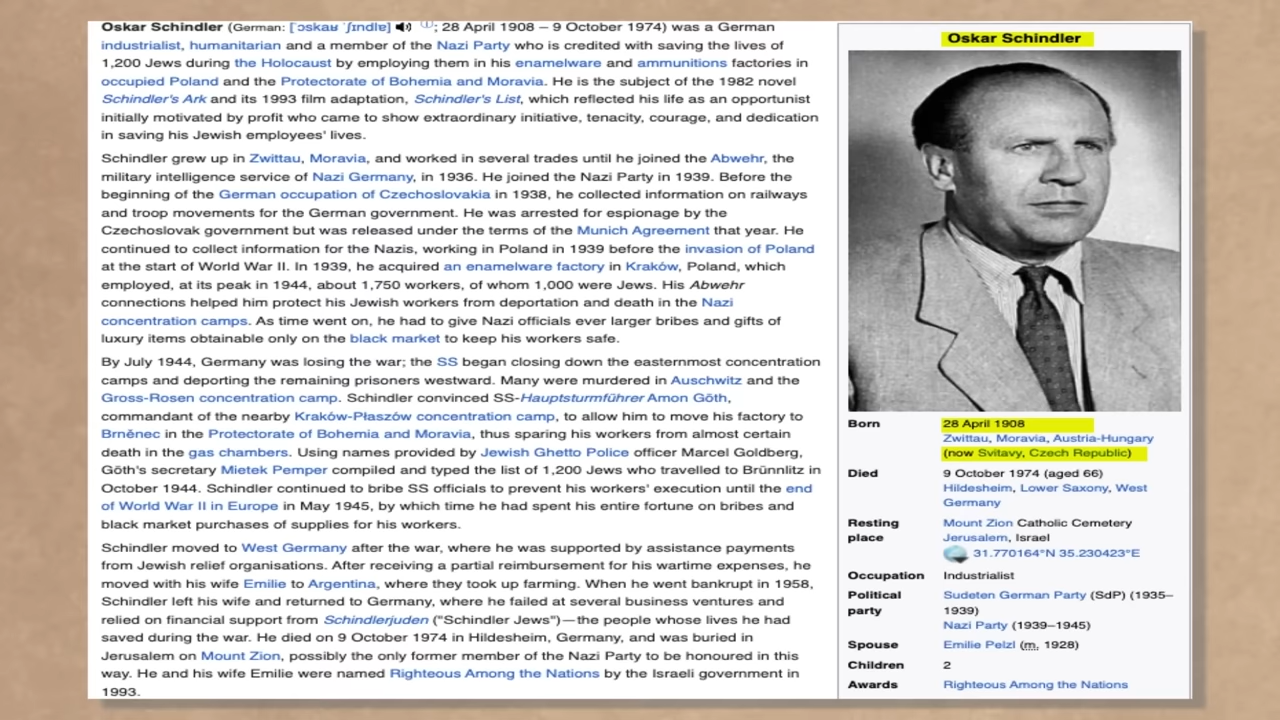 Oskar Schindler (German: [ˈɔskaʁ ˈʃɪndlɐ] ; 28 April 1908 – 9 October 1974) was a German
industrialist, humanitarian and a member of the Nazi Party who is credited with saving the lives of
1,200 Jews during the Holocaust by employing them in his enamelware and ammunitions factories in
occupied Poland and the Protectorate of Bohemia and Moravia. He is the subject of the 1982 novel
Schindler's Ark and its 1993 film adaptation, Schindler's List, which reflected his life as an opportunist
initially motivated by profit who came to show extraordinary initiative, tenacity, courage, and dedication
in saving his Jewish employees' lives.
Schindler grew up in Zwittau, Moravia, and worked in several trades until he joined the Abwehr, the
military intelligence service of Nazi Germany, in 1936. He joined the Nazi Party in 1939. Before the
beginning of the German occupation of Czechoslovakia in 1938, he collected information on railways
and troop movements for the German government. He was arrested for espionage by the
Czechoslovak government but was released under the terms of the Munich Agreement that year. He
continued to collect information for the Nazis, working in Poland in 1939 before the invasion of Poland
at the start of World War II. In 1939, he acquired an enamelware factory in Kraków, Poland, which
employed, at its peak in 1944, about 1,750 workers, of whom 1,000 were Jews. His Abwehr
connections helped him protect his Jewish workers from deportation and death in the Nazi
concentration camps. As time went on, he had to give Nazi officials ever larger bribes and gifts of
luxury items obtainable only on the black market to keep his workers safe.
By July 1944, Germany was losing the war; the SS began closing down the easternmost concentration
camps and deporting the remaining prisoners westward. Many were murdered in Auschwitz and the
Gross-Rosen concentration camp. Schindler convinced SS-Hauptsturmführer Amon Göth,
commandant of the nearby Kraków-Płaszów concentration camp, to allow him to move his factory to
Brněnec in the Protectorate of Bohemia and Moravia, thus sparing his workers from almost certain
death in the gas chambers. Using names provided by Jewish Ghetto Police officer Marcel Goldberg,
Göth's secretary Mietek Pemper compiled and typed the list of 1,200 Jews who travelled to Brünnlitz in
October 1944. Schindler continued to bribe SS officials to prevent his workers' execution until the end
of World War II in Europe in May 1945, by which time he had spent his entire fortune on bribes and
black market purchases of supplies for his workers.
Schindler moved to West Germany after the war, where he was supported by assistance payments
from Jewish relief organisations. After receiving a partial reimbursement for his wartime expenses, he
moved with his wife Emilie to Argentina, where they took up farming. When he went bankrupt in 1958,
Schindler left his wife and returned to Germany, where he failed at several business ventures and
relied on financial support from Schindlerjuden ("Schindler Jews")—the people whose lives he had
saved during the war. He died on 9 October 1974 in Hildesheim, Germany, and was buried in
Jerusalem on Mount Zion, possibly the only former member of the Nazi Party to be honoured in this
way. He and his wife Emilie were named Righteous Among the Nations by the Israeli government in
1993.
Oskar Schindler
Born 28 April 1908
Zwittau, Moravia, Austria-Hungary
(now Svitavy, Czech Republic)
Died 9 October 1974 (aged 66)
Hildesheim, Lower Saxony, West
Germany
Resting Mount Zion Catholic Cemetery
place Jerusalem, Israel
31.770164°N 35.230423°E
Occupation Industrialist
Political Sudeten German Party (SdP) (1935–
party 1939)
Nazi Party (1939–1945)
Spouse Emilie Pelzl (m. 1928)
Children 2
Awards Righteous Among the Nations